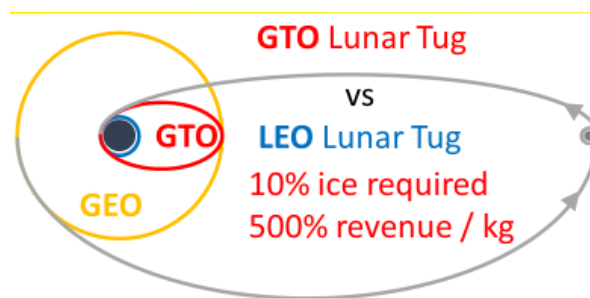 GTO Lunar Tug
vs
GTO
LEO Lunar Tug
10% ice required
GEO
500% revenue / kg